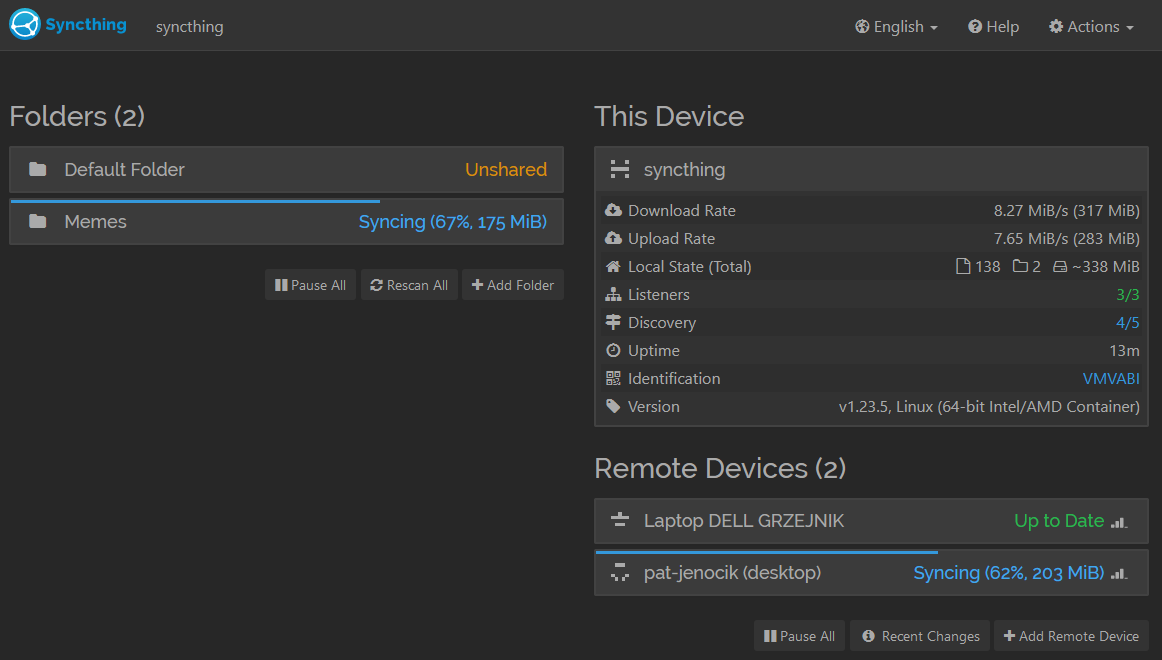 Syncthing syncthing English Help Actions
Folders (2)
Default Folder Unshared
Memes Syncing (67%, 175 MiB)
Pause All Rescan All Add Folder
This Device
syncthing
Download Rate 8.27 MiB/s (317 MiB)
Upload Rate 7.65 MiB/s (283 MiB)
Local State (Total) 138 2 ~338 MiB
Listeners 3/3
Discovery 4/5
Uptime 13m
Identification VMVABI
Version v1.23.5, Linux (64-bit Intel/AMD Container)
Remote Devices (2)
Laptop DELL GRZEJNIK Up to Date
pat-jenocik (desktop) Syncing (62%, 203 MiB)
Pause All Recent Changes Add Remote Device